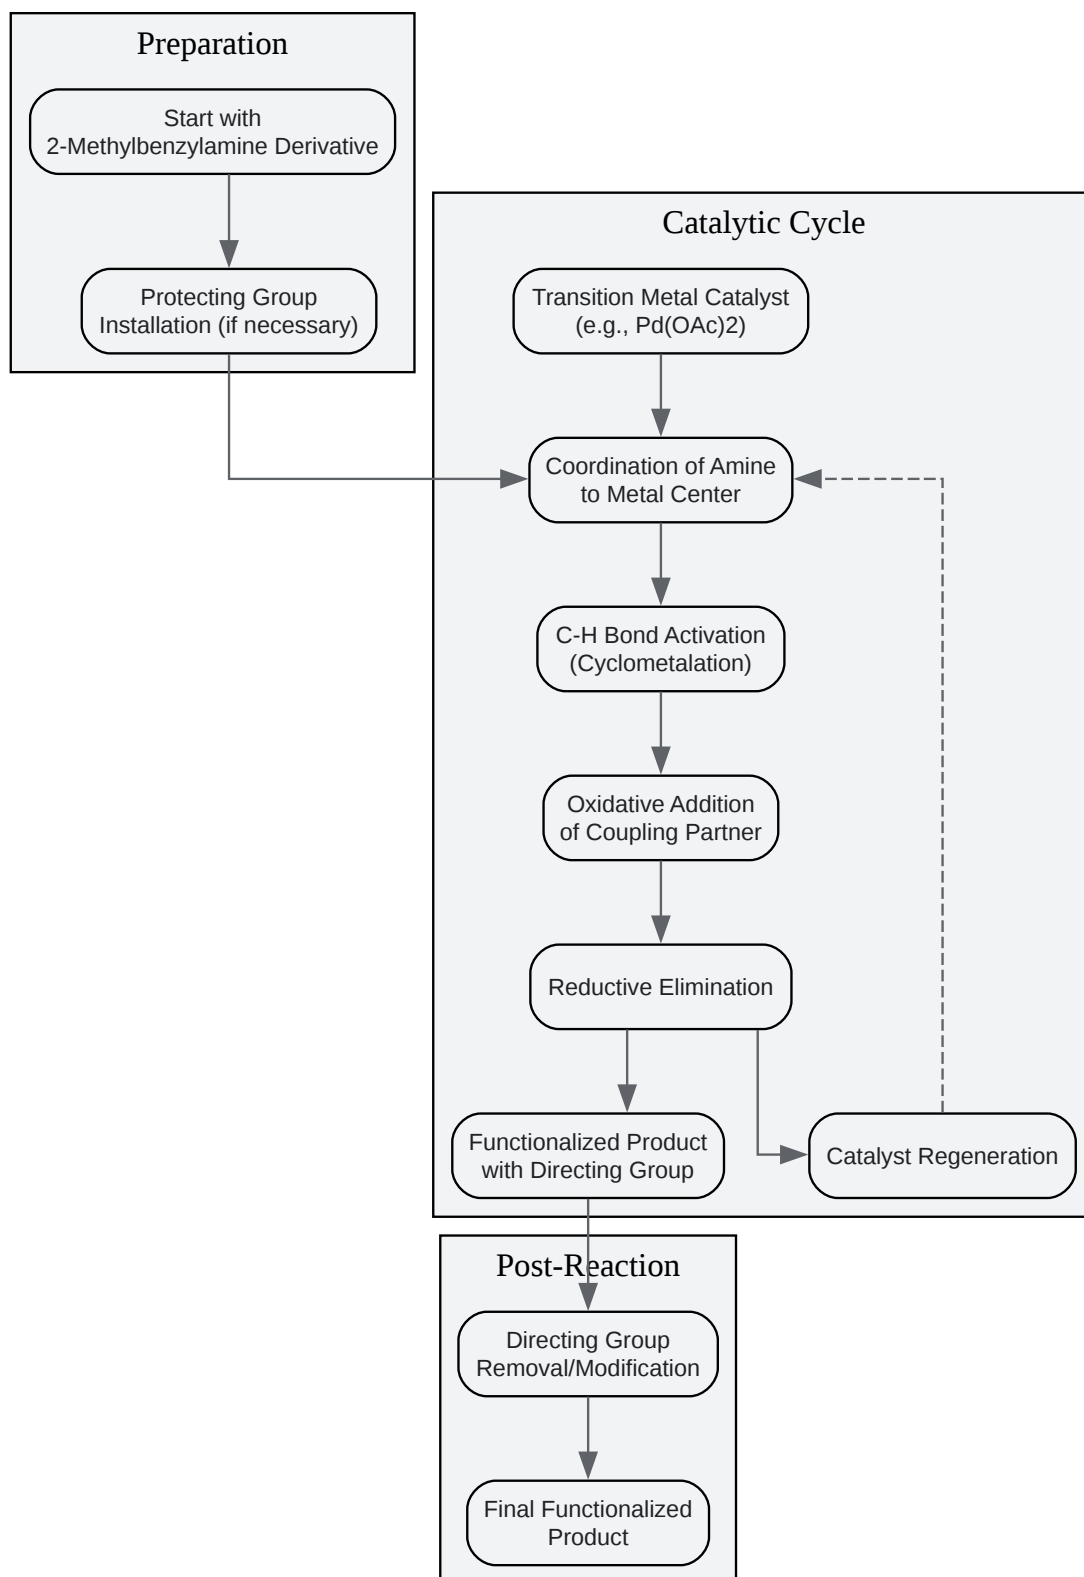 Preparation
Start with
2-Methylbenzylamine Derivative
Protecting Group
Installation (if necessary)
Catalytic Cycle
Transition Metal Catalyst
(e.g., Pd(OAc)2)
Coordination of Amine
to Metal Center
C-H Bond Activation
(Cyclometalation)
Oxidative Addition
of Coupling Partner
Reductive Elimination
Functionalized Product
with Directing Group
Catalyst Regeneration
Post-Reaction
Directing Group
Removal/Modification
Final Functionalized
Product